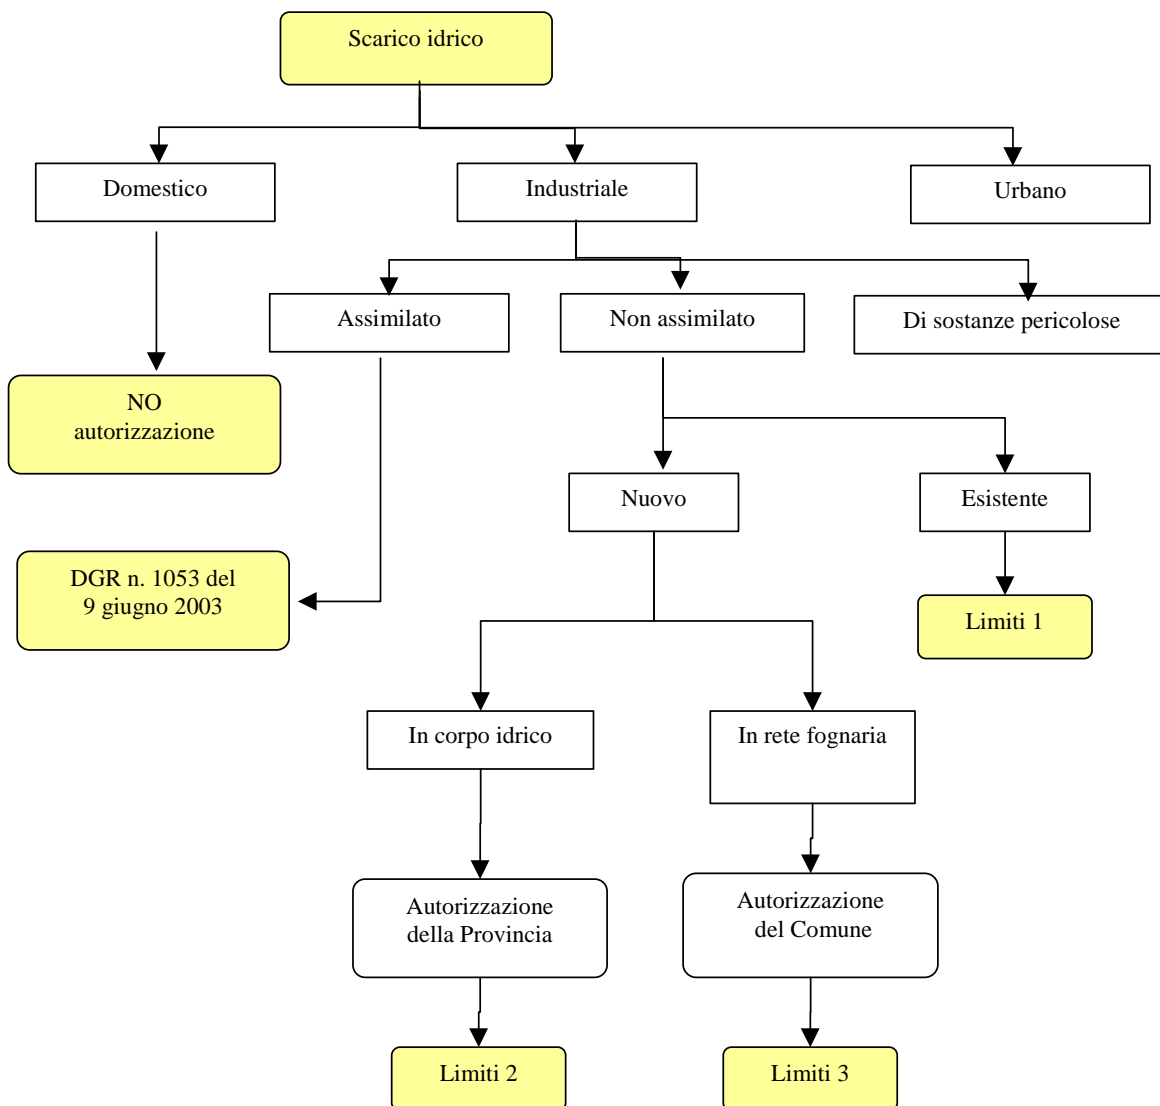 Scarico idrico
Domestico
Industriale
Urbano
Assimilato
Non assimilato
Di sostanze pericolose
NO
autorizzazione
Nuovo
Esistente
DGR n. 1053 del
9 giugno 2003
Limiti 1
In corpo idrico
In rete fognaria
Autorizzazione
della Provincia
Autorizzazione
del Comune
Limiti 2
Limiti 3